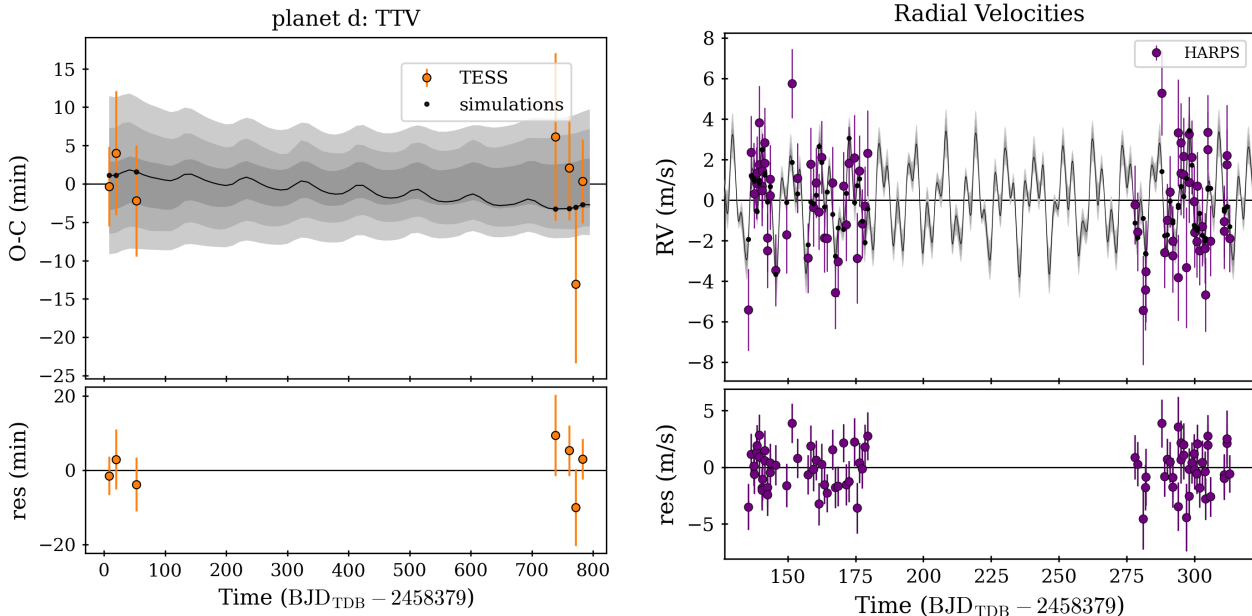 planet d: TTV
TESS
simulations
O-C (min)
15
10
5
0
−5
−10
−15
−20
−25
res (min)
20
0
−20
0 100 200 300 400 500 600 700 800
Time (BJD_TDB − 2458379)
Radial Velocities
HARPS
RV (m/s)
8
6
4
2
0
−2
−4
−6
−8
res (m/s)
5
0
−5
150 175 200 225 250 275 300
Time (BJD_TDB − 2458379)